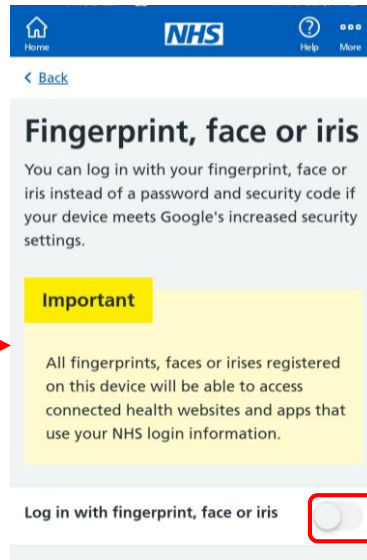 NHS
Home
Help
More
Back
Fingerprint, face or iris
You can log in with your fingerprint, face or
iris instead of a password and security code if
your device meets Google's increased security
settings.
Important
All fingerprints, faces or irises registered
on this device will be able to access
connected health websites and apps that
use your NHS login information.
Log in with fingerprint, face or iris